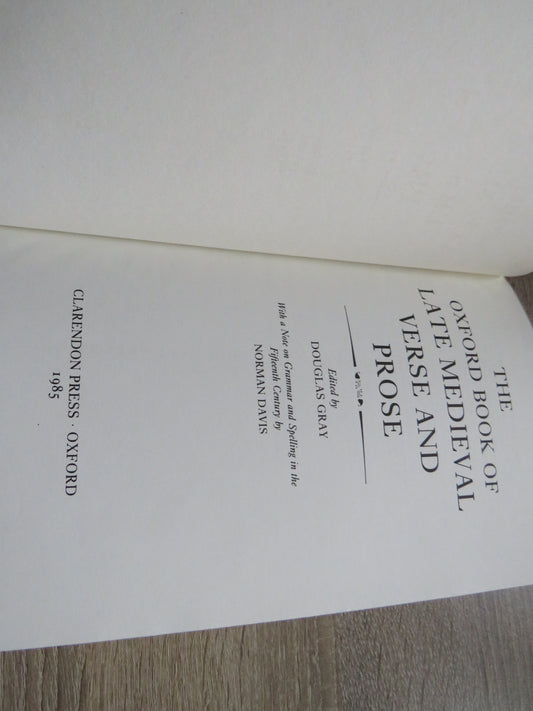 THE
OXFORD BOOK OF
LATE MEDIEVAL
VERSE AND
PROSE
Edited by
DOUGLAS GRAY
With a Note on Grammar and Spelling in the
Fifteenth Century by
NORMAN DAVIS
CLARENDON PRESS · OXFORD
1985